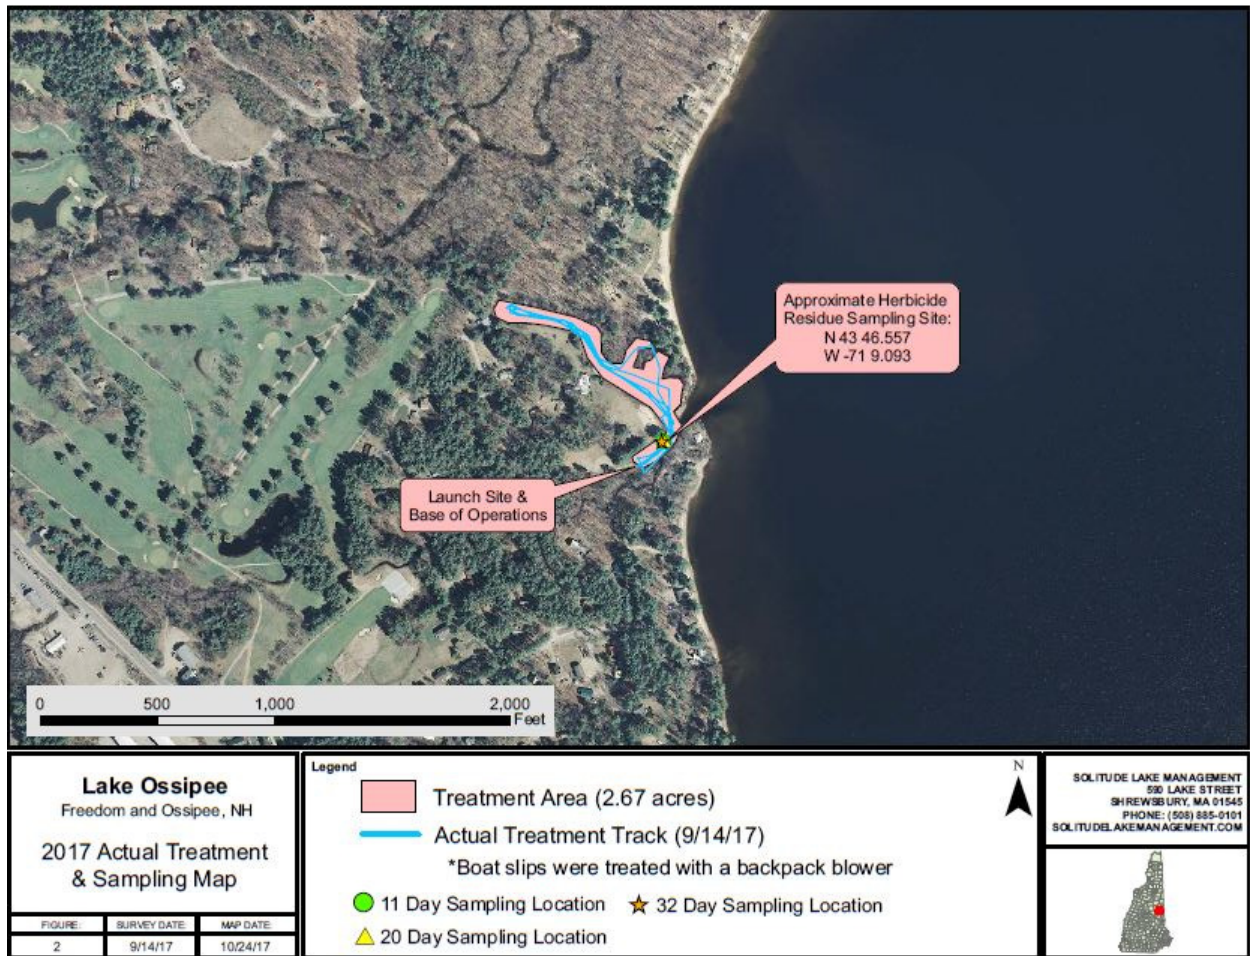 Approximate Herbicide
Residue Sampling Site:
N 43 46.557
W -71 9.093
Launch Site &
Base of Operations
0 500 1,000 2,000
Feet
Lake Ossipee
Freedom and Ossipee, NH
2017 Actual Treatment
& Sampling Map
FIGURE: SURVEY DATE: MAP DATE:
2 9/14/17 10/24/17
Legend
Treatment Area (2.67 acres)
Actual Treatment Track (9/14/17)
*Boat slips were treated with a backpack blower
11 Day Sampling Location 32 Day Sampling Location
20 Day Sampling Location
N
SOLITUDE LAKE MANAGEMENT
590 LAKE STREET
SHREWSBURY, MA 01545
PHONE: (508) 885-0101
SOLITUDELAKEMANAGEMENT.COM